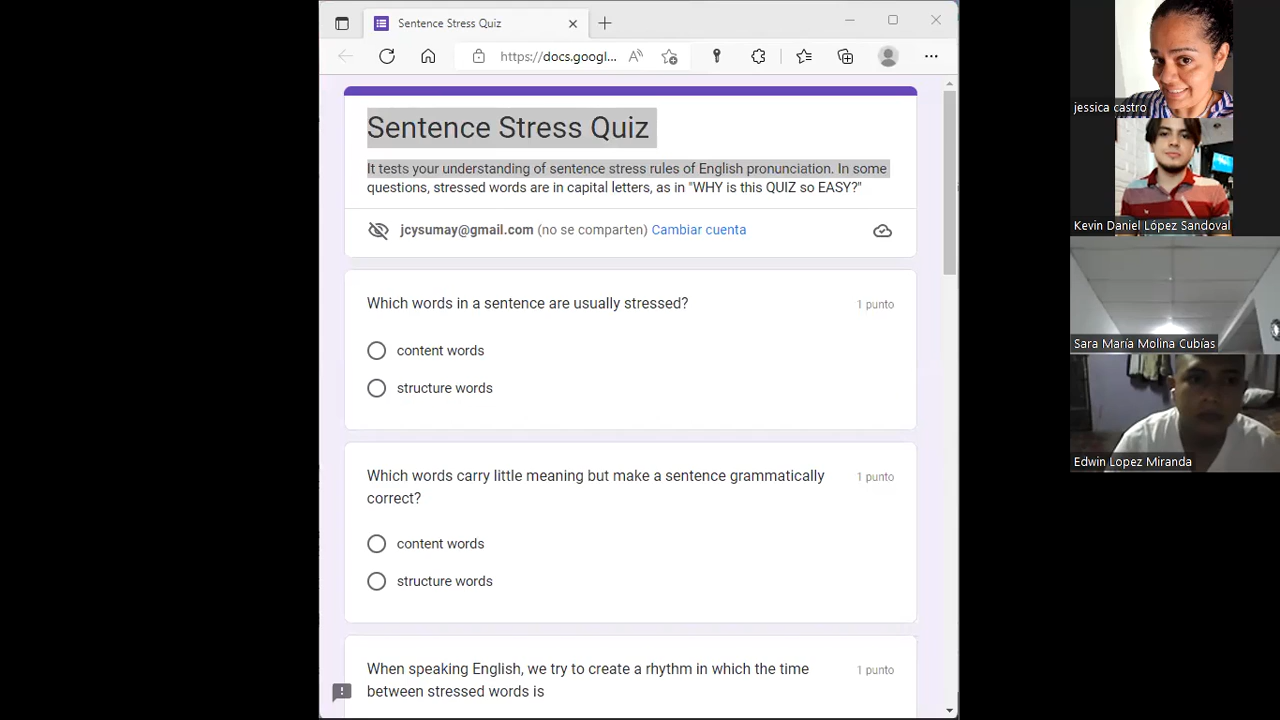 Sentence Stress Quiz
https://docs.googl...
Sentence Stress Quiz
It tests your understanding of sentence stress rules of English pronunciation. In some
questions, stressed words are in capital letters, as in "WHY is this QUIZ so EASY?"
jcysumay@gmail.com (no se comparten) Cambiar cuenta
Which words in a sentence are usually stressed?
1 punto
content words
structure words
Which words carry little meaning but make a sentence grammatically
correct?
1 punto
content words
structure words
When speaking English, we try to create a rhythm in which the time
between stressed words is
1 punto
jessica castro
Kevin Daniel López Sandoval
Sara María Molina Cubías
Edwin Lopez Miranda